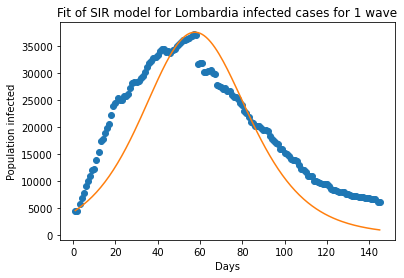 Fit of SIR model for Lombardia infected cases for 1 wave
35000
30000
25000
20000
15000
10000
5000
0
Population infected
0 20 40 60 80 100 120 140
Days